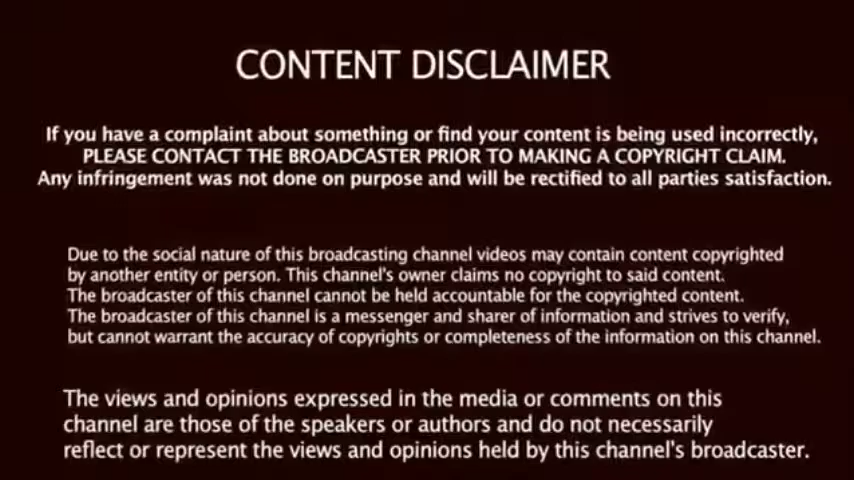 CONTENT DISCLAIMER
If you have a complaint about something or find your content is being used incorrectly,
PLEASE CONTACT THE BROADCASTER PRIOR TO MAKING A COPYRIGHT CLAIM.
Any infringement was not done on purpose and will be rectified to all parties satisfaction.
Due to the social nature of this broadcasting channel videos may contain content copyrighted
by another entity or person. This channel's owner claims no copyright to said content.
The broadcaster of this channel cannot be held accountable for the copyrighted content.
The broadcaster of this channel is a messenger and sharer of information and strives to verify,
but cannot warrant the accuracy of copyrights or completeness of the information on this channel.
The views and opinions expressed in the media or comments on this
channel are those of the speakers or authors and do not necessarily
reflect or represent the views and opinions held by this channel's broadcaster.